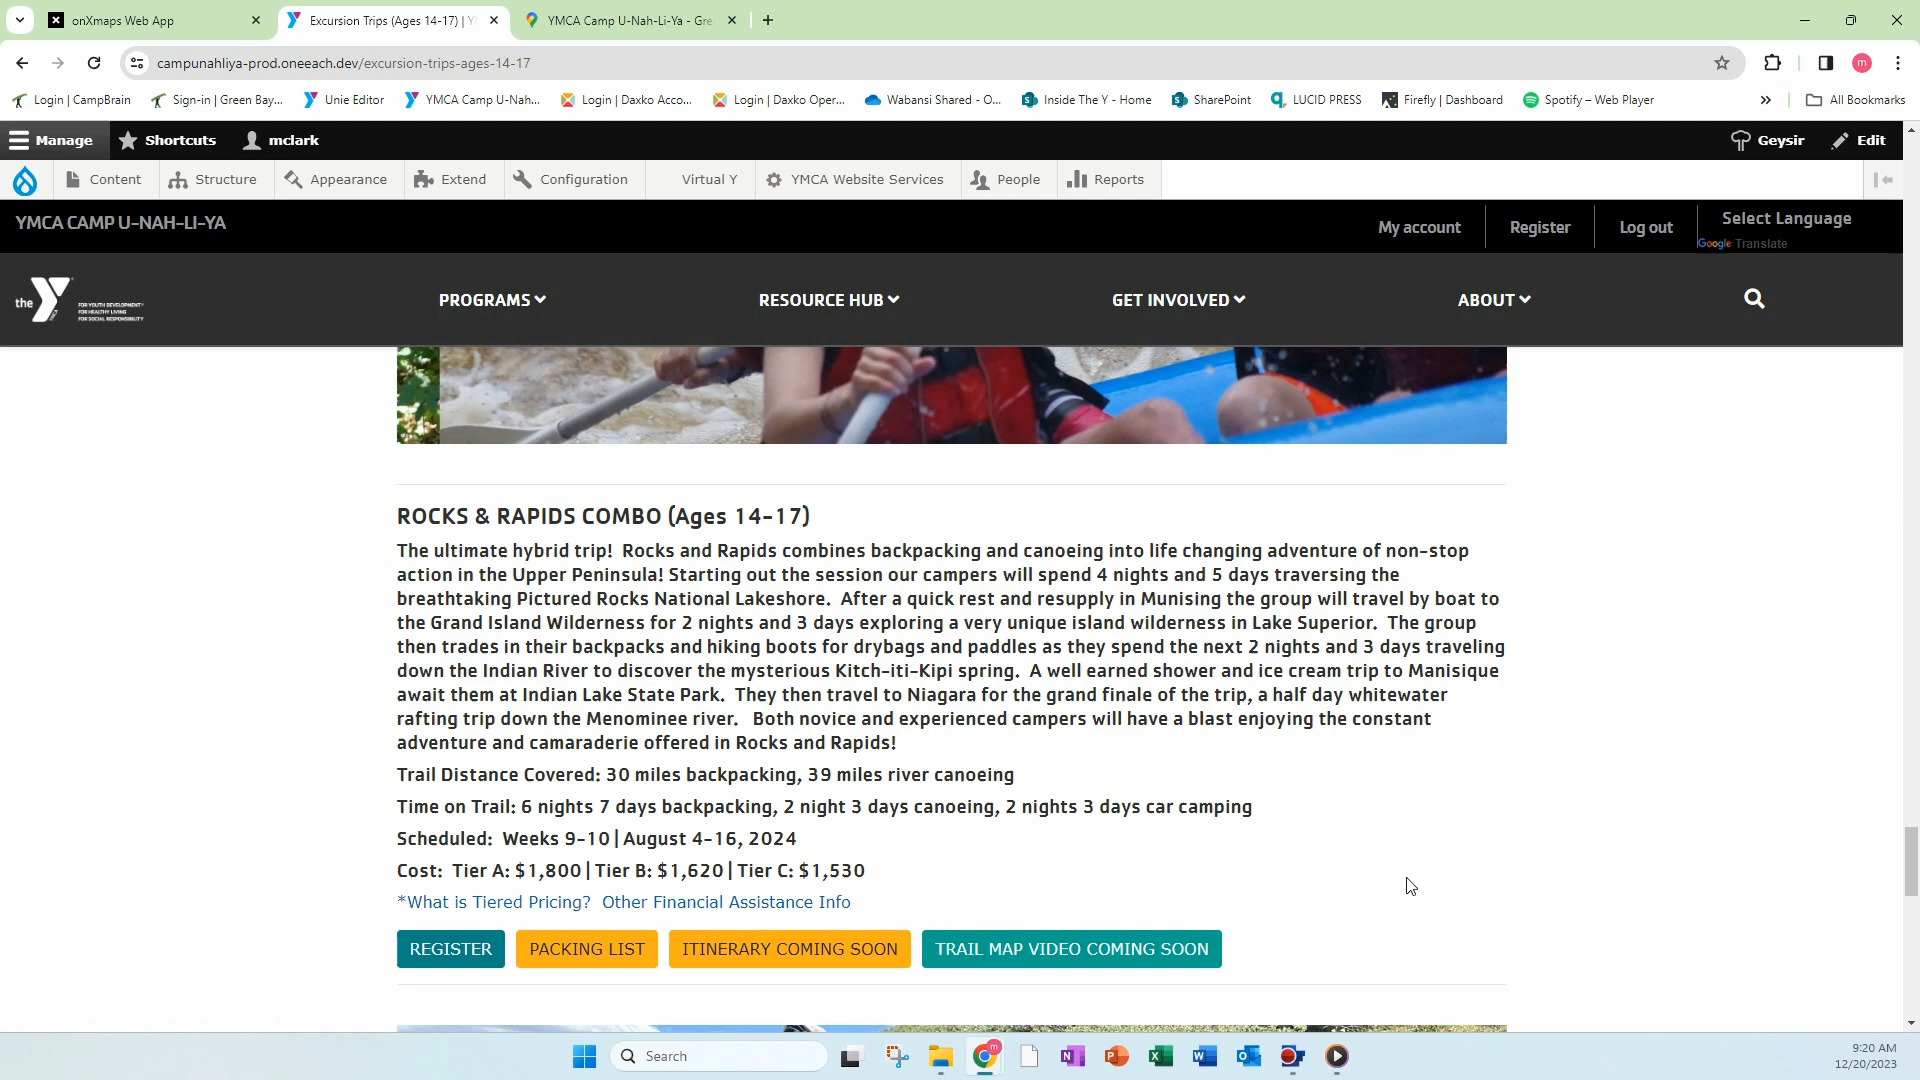 onXmaps Web App
Excursion Trips (Ages 14-17) | Y
YMCA Camp U-Nah-Li-Ya - Gre
campunahliya-prod.oneeach.dev/excursion-trips-ages-14-17
m
Login | CampBrain
Sign-in | Green Bay...
Unie Editor
YMCA Camp U-Nah...
Login | Daxko Acco...
Login | Daxko Oper...
Wabansi Shared - O...
Inside The Y - Home
SharePoint
LUCID PRESS
Firefly | Dashboard
Spotify – Web Player
»
All Bookmarks
Manage
Shortcuts
mclark
Geysir
Edit
Content
Structure
Appearance
Extend
Configuration
Virtual Y
YMCA Website Services
People
Reports
YMCA CAMP U-NAH-LI-YA
My account
Register
Log out
Select Language
Google Translate
the Y
FOR YOUTH DEVELOPMENT®
FOR HEALTHY LIVING
FOR SOCIAL RESPONSIBILITY
PROGRAMS
RESOURCE HUB
GET INVOLVED
ABOUT
ROCKS & RAPIDS COMBO (Ages 14-17)
The ultimate hybrid trip! Rocks and Rapids combines backpacking and canoeing into life changing adventure of non-stop
action in the Upper Peninsula! Starting out the session our campers will spend 4 nights and 5 days traversing the
breathtaking Pictured Rocks National Lakeshore. After a quick rest and resupply in Munising the group will travel by boat to
the Grand Island Wilderness for 2 nights and 3 days exploring a very unique island wilderness in Lake Superior. The group
then trades in their backpacks and hiking boots for drybags and paddles as they spend the next 2 nights and 3 days traveling
down the Indian River to discover the mysterious Kitch-iti-Kipi spring. A well earned shower and ice cream trip to Manisique
await them at Indian Lake State Park. They then travel to Niagara for the grand finale of the trip, a half day whitewater
rafting trip down the Menominee river. Both novice and experienced campers will have a blast enjoying the constant
adventure and camaraderie offered in Rocks and Rapids!
Trail Distance Covered: 30 miles backpacking, 39 miles river canoeing
Time on Trail: 6 nights 7 days backpacking, 2 night 3 days canoeing, 2 nights 3 days car camping
Scheduled: Weeks 9-10 | August 4-16, 2024
Cost: Tier A: $1,800 | Tier B: $1,620 | Tier C: $1,530
*What is Tiered Pricing? Other Financial Assistance Info
REGISTER
PACKING LIST
ITINERARY COMING SOON
TRAIL MAP VIDEO COMING SOON
Search
9:20 AM
12/20/2023